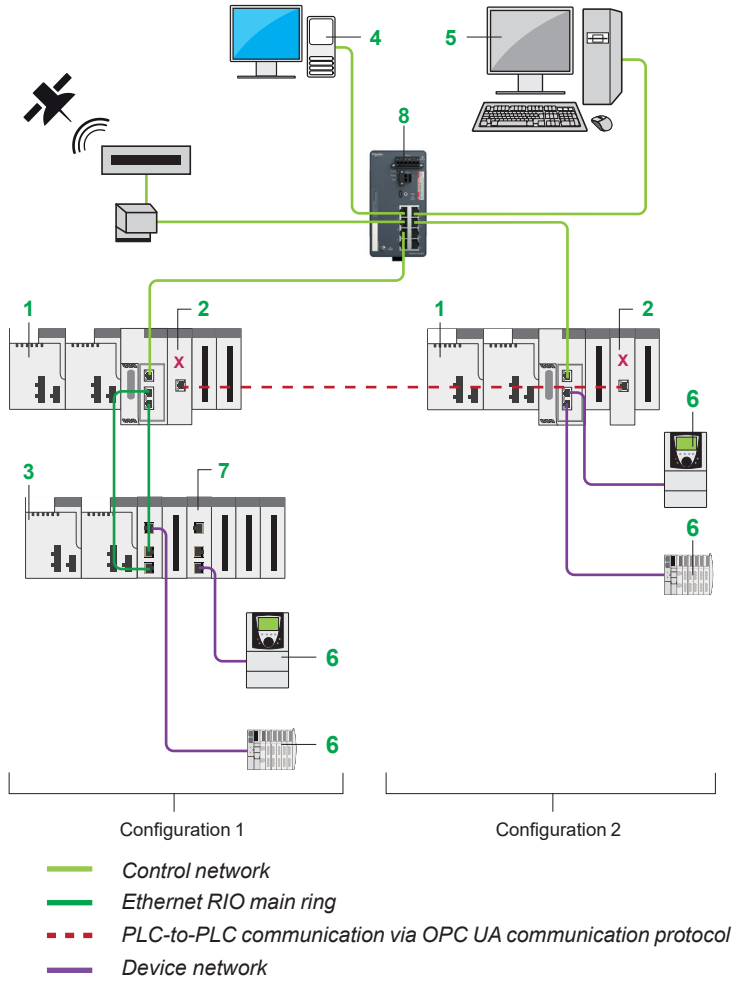 4
5
8
1
2
X
1
2
X
6
3
7
6
6
6
Configuration 1
Configuration 2
Control network
Ethernet RIO main ring
PLC-to-PLC communication via OPC UA communication protocol
Device network